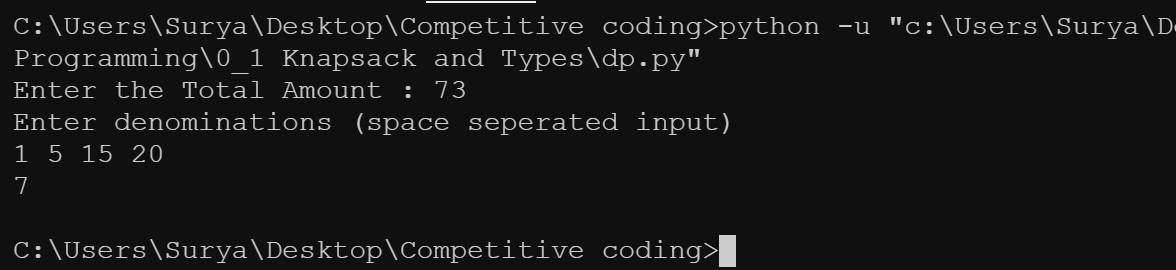 C:\Users\Surya\Desktop\Competitive coding>python -u "c:\Users\Surya\De
Programming\0_1 Knapsack and Types\dp.py"
Enter the Total Amount : 73
Enter denominations (space seperated input)
1 5 15 20
7
C:\Users\Surya\Desktop\Competitive coding>